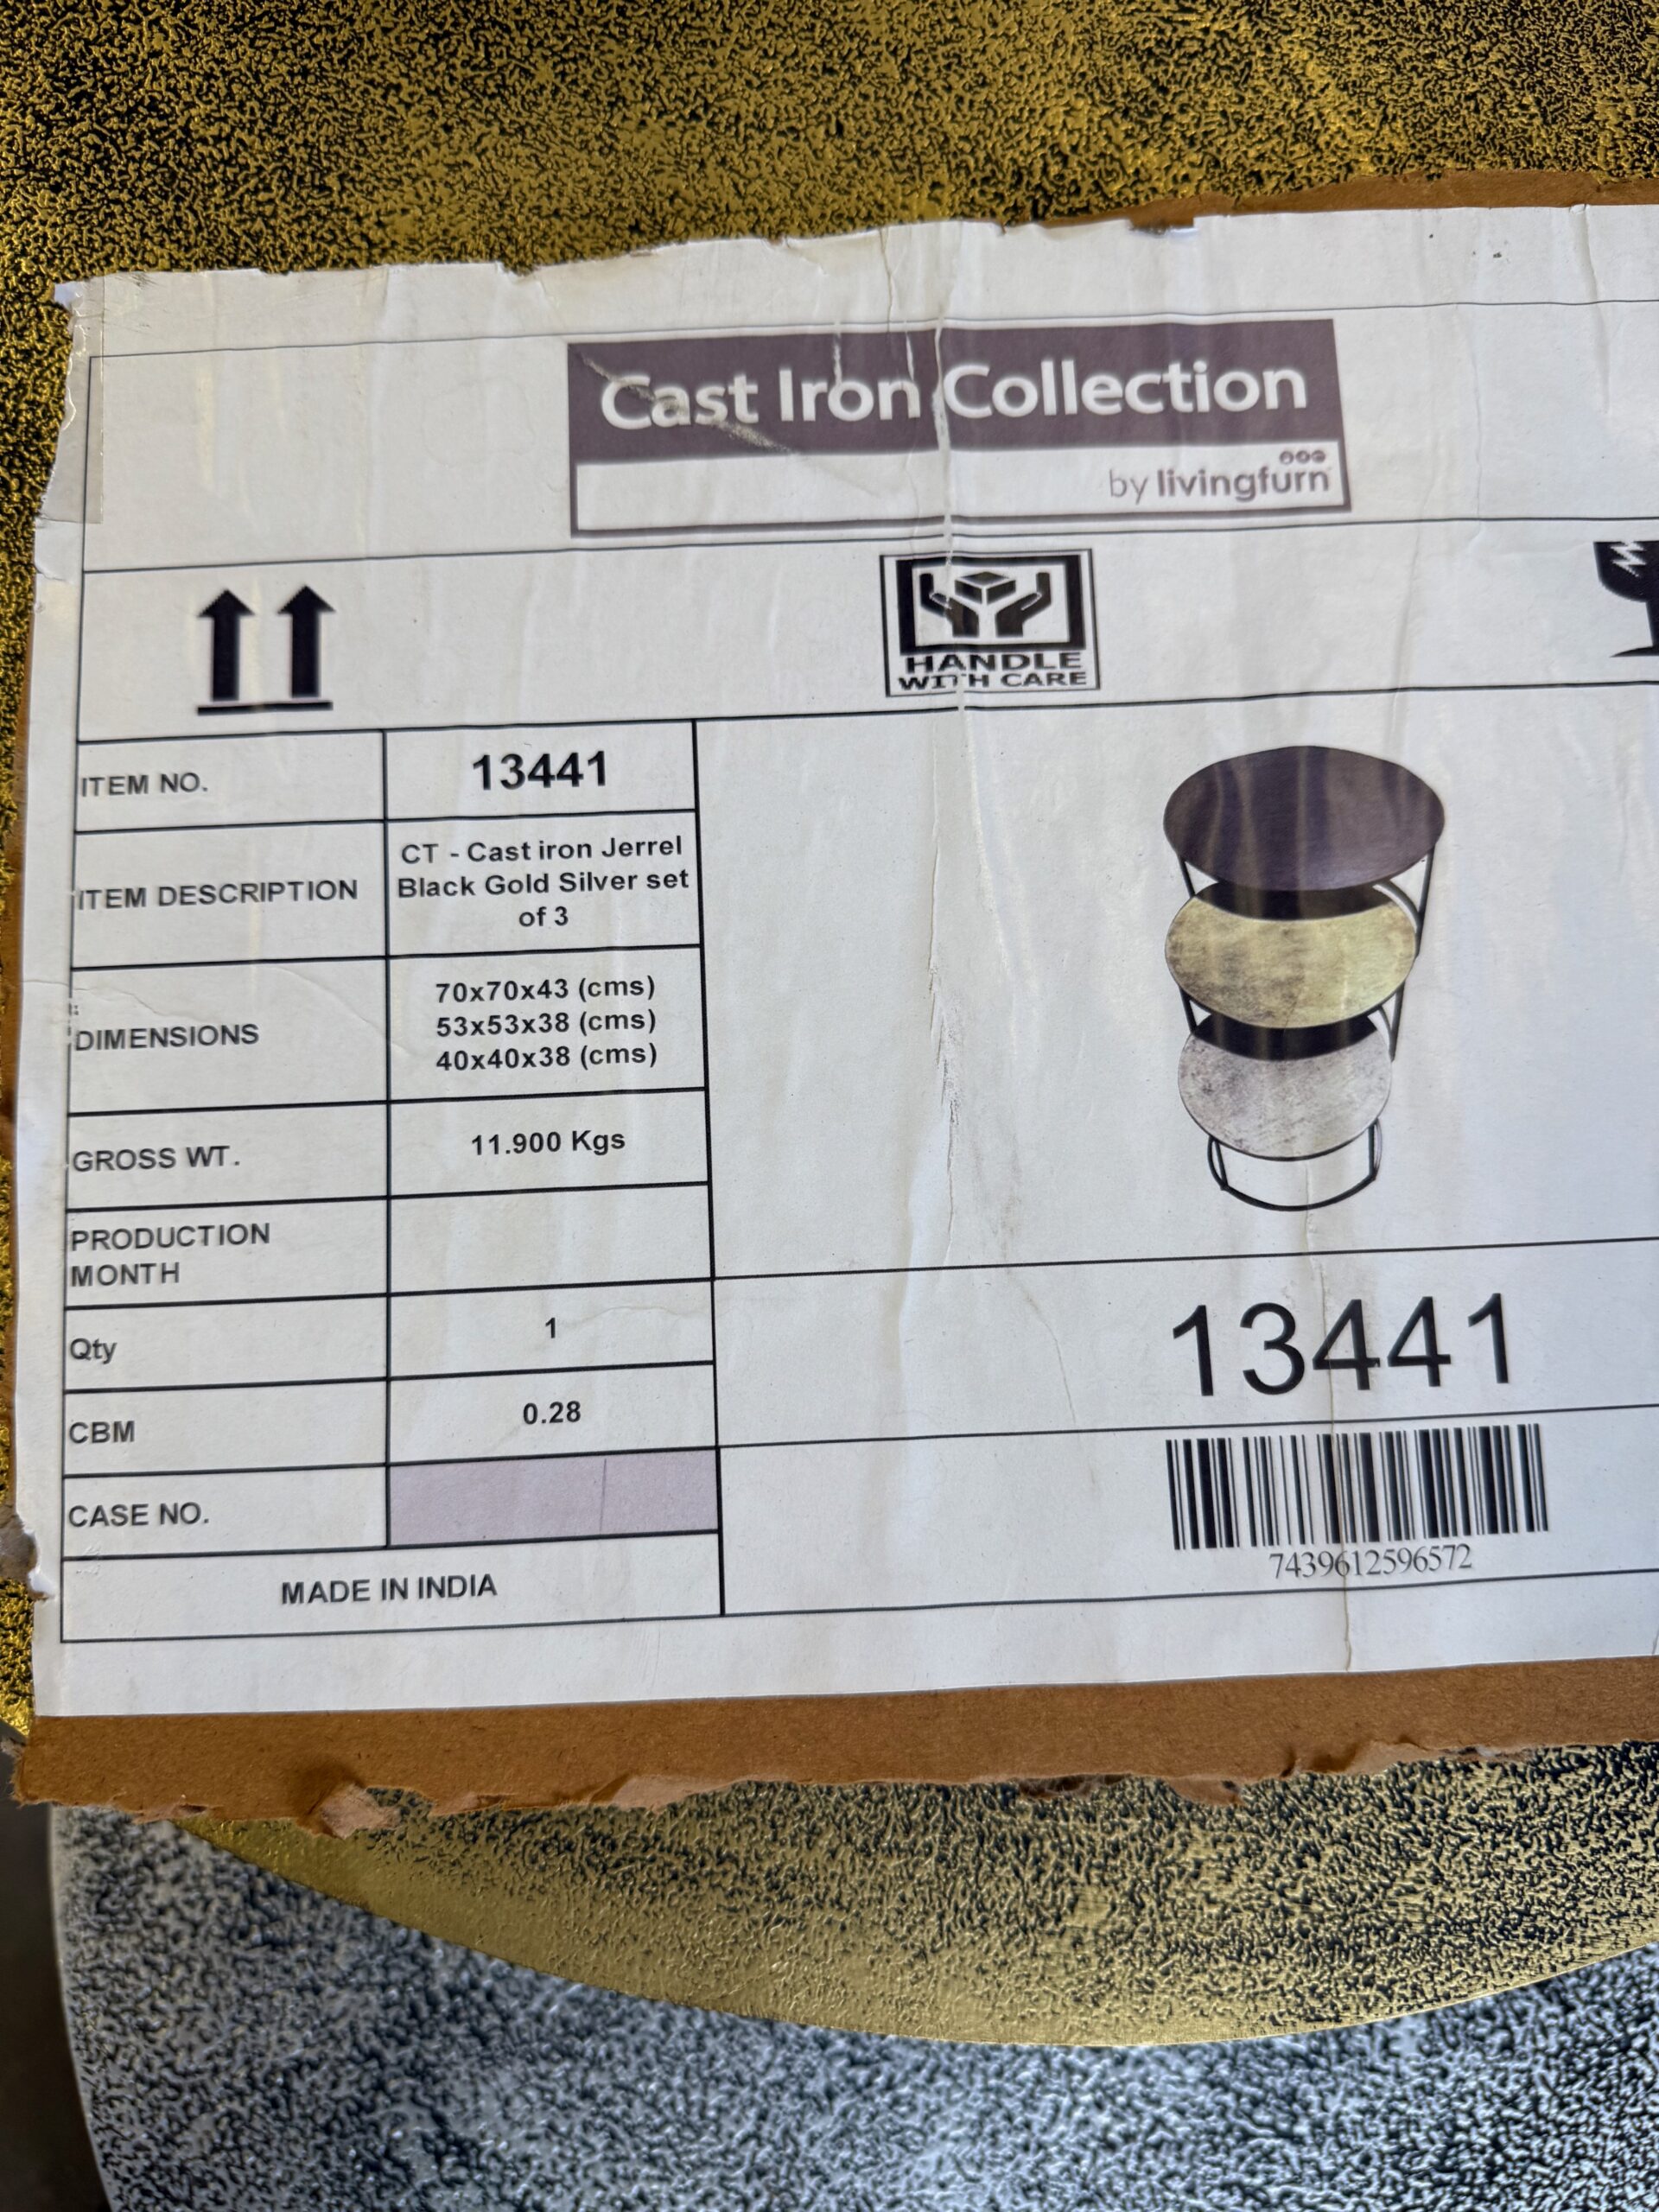 Cast Iron Collection
by livingfurn
HANDLE
WITH CARE
ITEM NO.
13441
ITEM DESCRIPTION
CT - Cast iron Jerrel
Black Gold Silver set
of 3
DIMENSIONS
70x70x43 (cms)
53x53x38 (cms)
40x40x38 (cms)
GROSS WT.
11.900 Kgs
PRODUCTION
MONTH
Qty
1
CBM
0.28
CASE NO.
MADE IN INDIA
13441
7439612596572